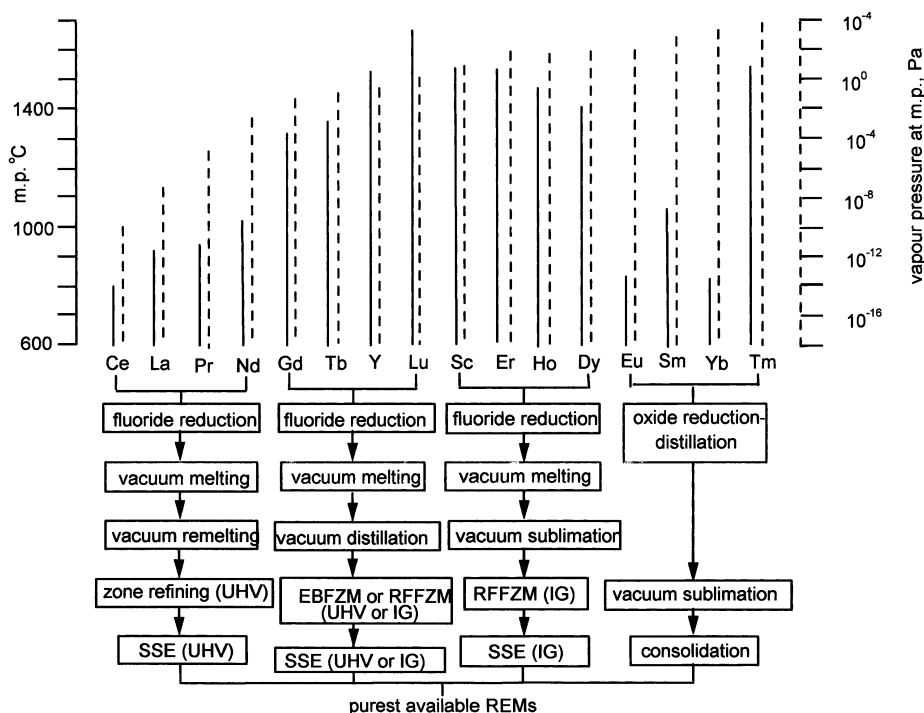 m.p.°C
1400
1000
600
10⁻⁴
10⁰
10⁻⁴
10⁻⁸
10⁻¹²
10⁻¹⁶
vapour pressure at m.p., Pa
Ce La Pr Nd Gd Tb Y Lu Sc Er Ho Dy Eu Sm Yb Tm
fluoride reduction
fluoride reduction
fluoride reduction
oxide reduction-
distillation
vacuum melting
vacuum melting
vacuum melting
vacuum remelting
vacuum distillation
vacuum sublimation
zone refining (UHV)
EBFZM or RFFZM
(UHV or IG)
RFFZM (IG)
vacuum sublimation
SSE (UHV)
SSE (UHV or IG)
SSE (IG)
consolidation
purest available REMs